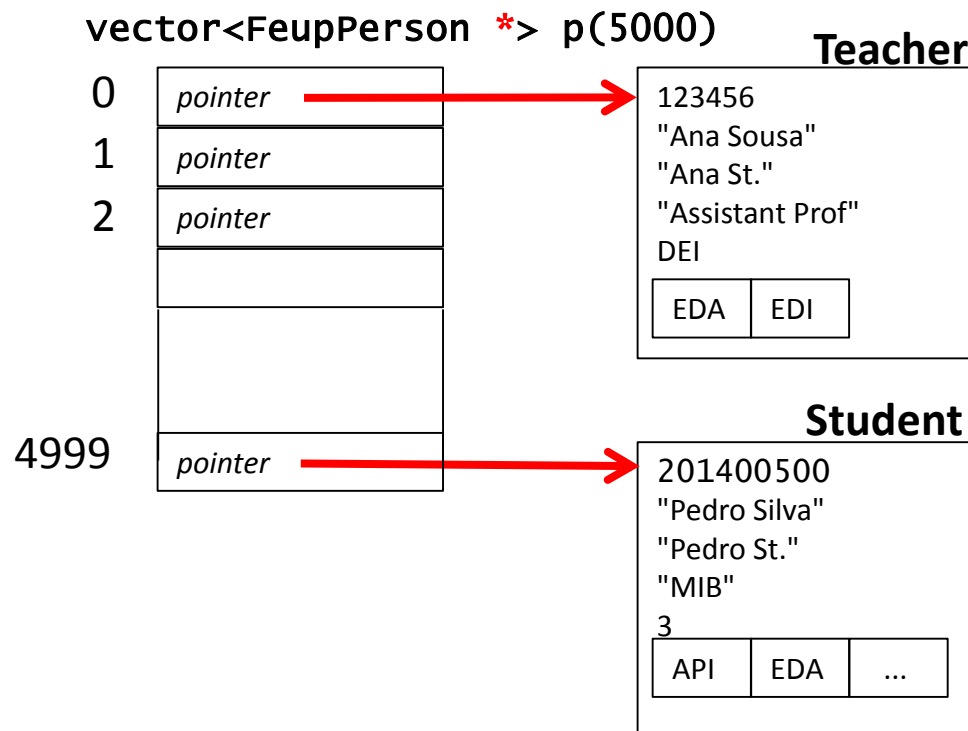 vector<FeupPerson *> p(5000)
Teacher
0 pointer
1 pointer
2 pointer
4999 pointer
123456
"Ana Sousa"
"Ana St."
"Assistant Prof"
DEI
EDA EDI
Student
201400500
"Pedro Silva"
"Pedro St."
"MIB"
3
API EDA ...